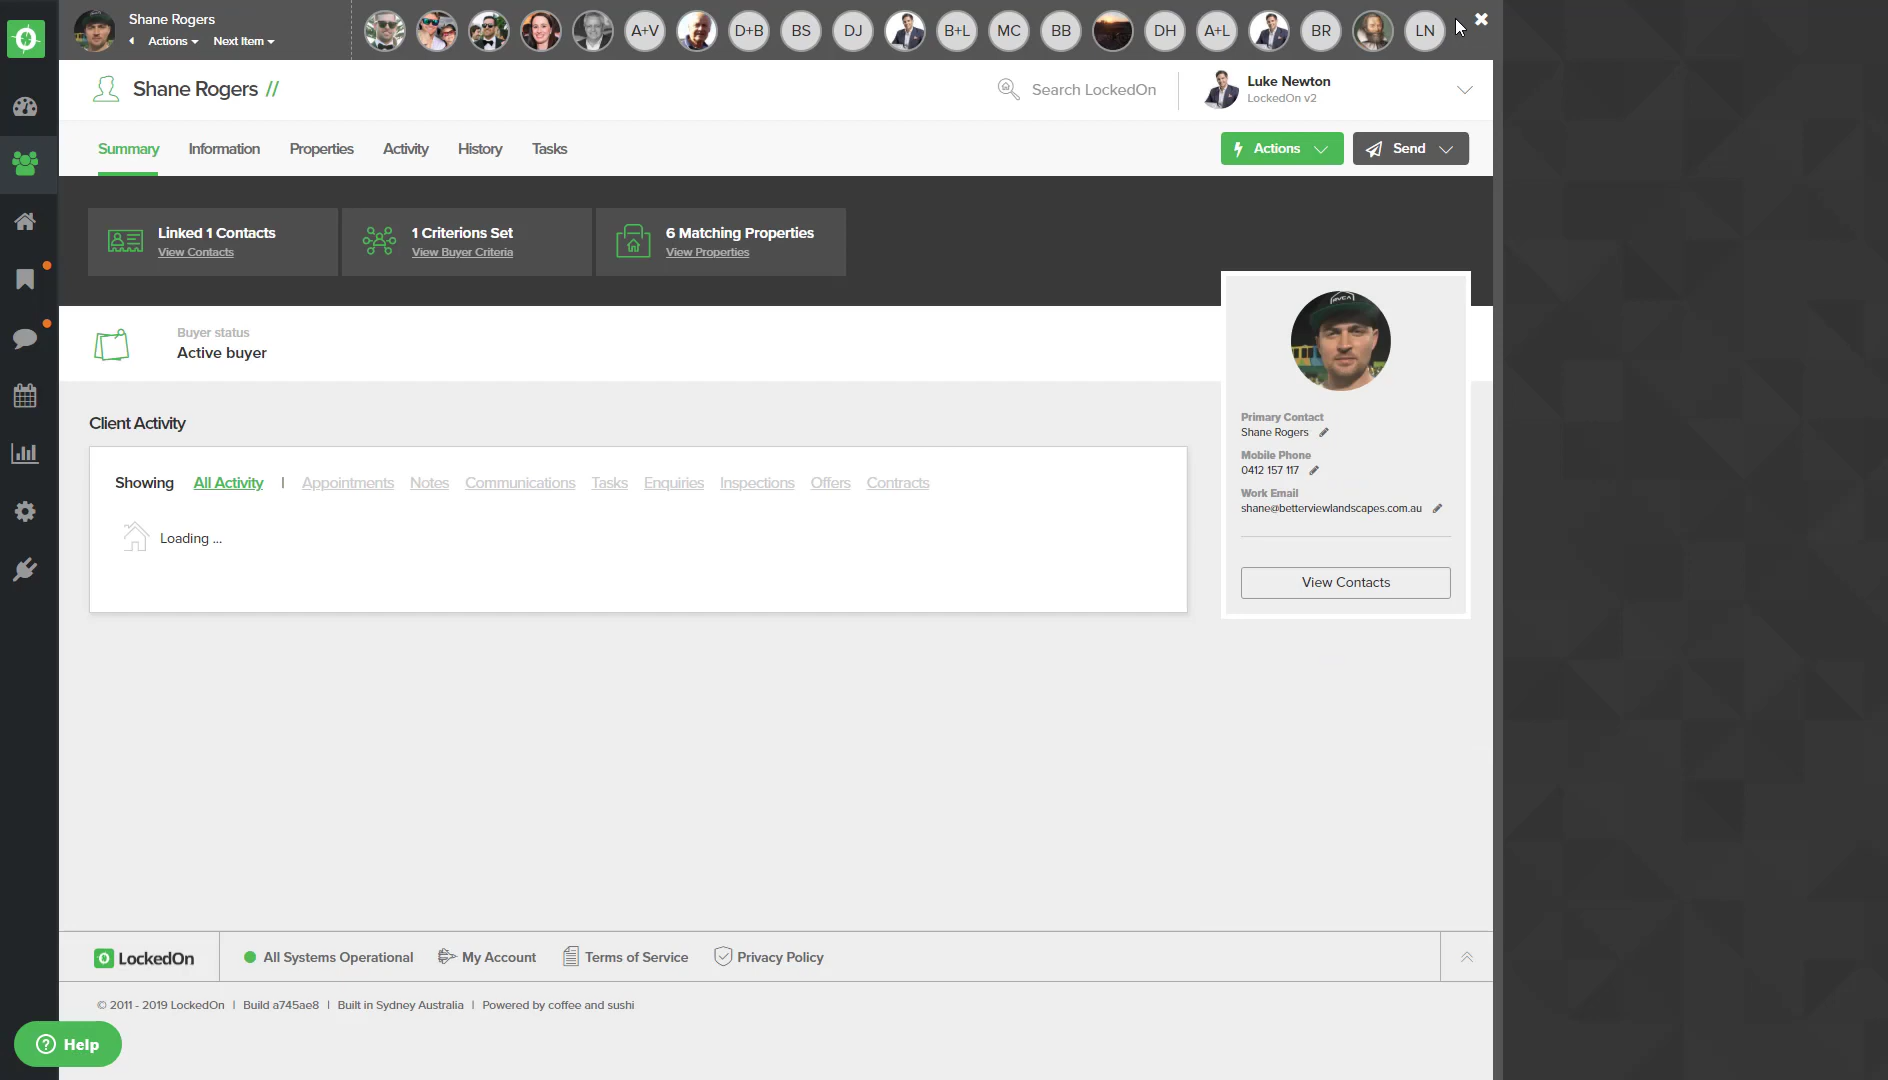 Shane Rogers
Actions
Next Item
A+V
D+B
BS
DJ
B+L
MC
BB
DH
A+L
BR
LN
Shane Rogers //
Search LockedOn
Luke Newton
LockedOn v2
Summary
Information
Properties
Activity
History
Tasks
Actions
Send
Linked 1 Contacts
View Contacts
1 Criterions Set
View Buyer Criteria
6 Matching Properties
View Properties
Buyer status
Active buyer
RVCA
Primary Contact
Shane Rogers
Mobile Phone
0412 157 117
Work Email
shane@betterviewlandscapes.com.au
View Contacts
Client Activity
Showing All Activity | Appointments Notes Communications Tasks Enquiries Inspections Offers Contracts
Loading ...
LockedOn
All Systems Operational
My Account
Terms of Service
Privacy Policy
© 2011 - 2019 LockedOn | Build a745ae8 | Built in Sydney Australia | Powered by coffee and sushi
Help